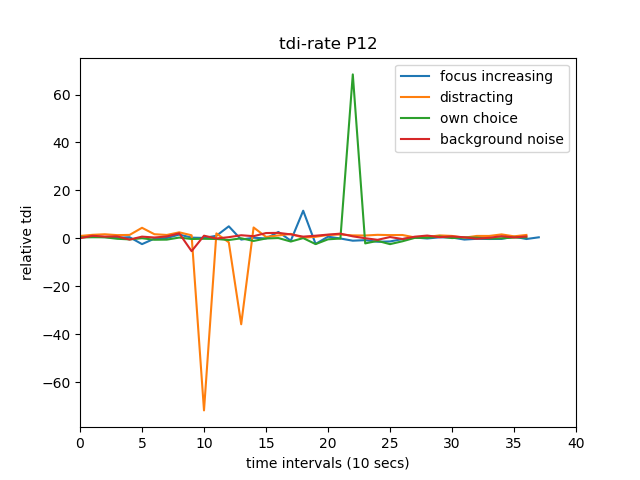 tdi-rate P12
focus increasing
distracting
own choice
background noise
relative tdi
60
40
20
0
−20
−40
−60
0 5 10 15 20 25 30 35 40
time intervals (10 secs)